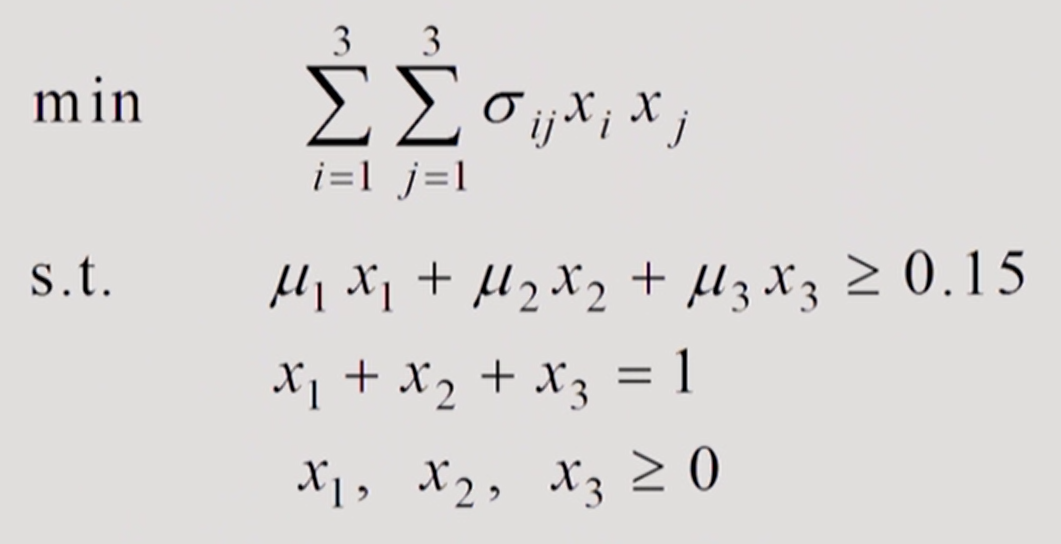 min $\sum_{i=1}^{3} \sum_{j=1}^{3} \sigma_{ij} x_i x_j$
s.t. $\mu_1 x_1 + \mu_2 x_2 + \mu_3 x_3 \geq 0.15$
$x_1 + x_2 + x_3 = 1$
$x_1, \ x_2, \ x_3 \geq 0$